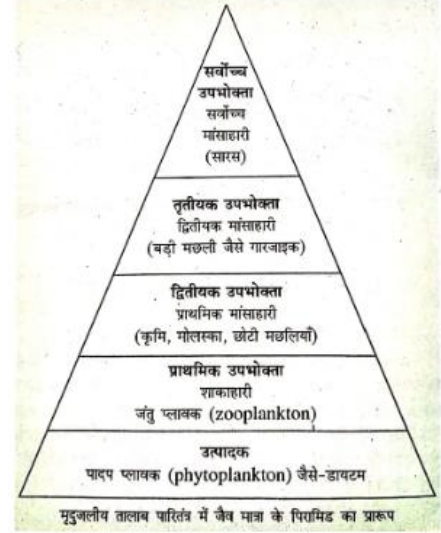 सर्वोच्च
उपभोक्ता
सर्वोच्च
मांसाहारी
(सारस)
तृतीयक उपभोक्ता
द्वितीयक मांसाहारी
(बड़ी मछली जैसे गारजाइक)
द्वितीयक उपभोक्ता
प्राथमिक मांसाहारी
(कृमि, मोलस्का, छोटी मछलियाँ)
प्राथमिक उपभोक्ता
शाकाहारी
जंतु प्लावक (zooplankton)
उत्पादक
पादप प्लावक (phytoplankton) जैसे-डायटम
मृदुजलीय तालाब पारितंत्र में जैव मात्रा के पिरामिड का प्रारूप